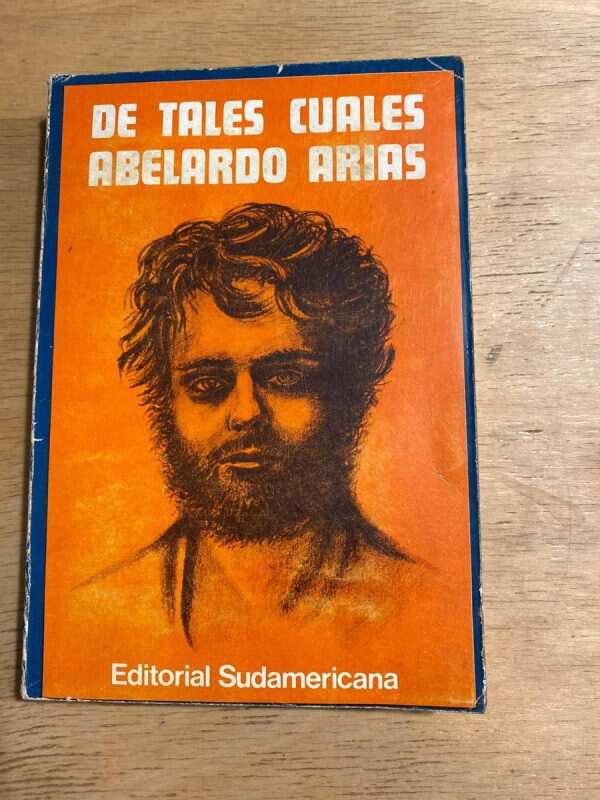 DE TALES CUALES
ABELARDO ARIAS
Editorial Sudamericana